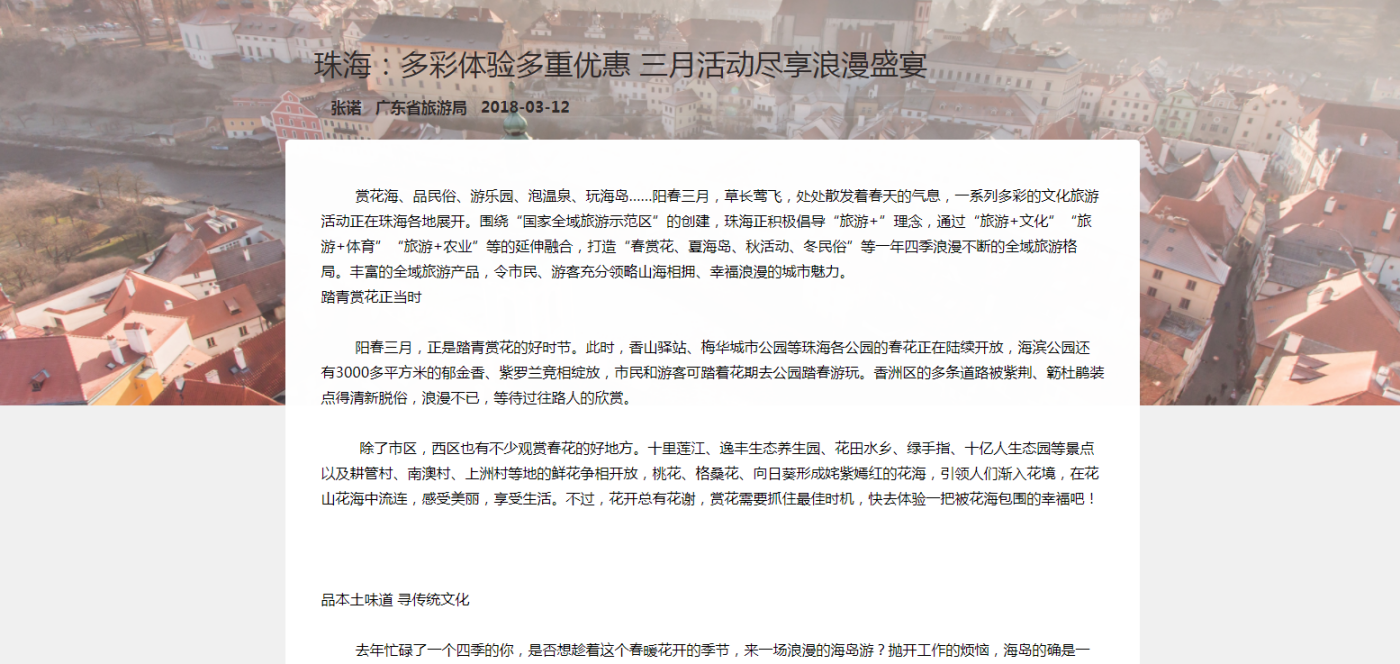 珠海：多彩体验多重优惠 三月活动尽享浪漫盛宴
张诺 广东省旅游局 2018-03-12
赏花海、品民俗、游乐园、泡温泉、玩海岛......阳春三月，草长莺飞，处处散发着春天的气息，一系列多彩的文化旅游
活动正在珠海各地展开。围绕“国家全域旅游示范区”的创建，珠海正积极倡导“旅游+”理念，通过“旅游+文化”“旅
游+体育”“旅游+农业”等的延伸融合，打造“春赏花、夏海岛、秋活动、冬民俗”等一年四季浪漫不断的全域旅游格
局。丰富的全域旅游产品，令市民、游客充分领略山海相拥、幸福浪漫的城市魅力。
踏青赏花正当时
阳春三月，正是踏青赏花的好时节。此时，香山驿站、梅华城市公园等珠海各公园的春花正在陆续开放，海滨公园还
有3000多平方米的郁金香、紫罗兰竞相绽放，市民和游客可踏着花期去公园踏春游玩。香洲区的多条道路被紫荆、簕杜鹃装
点得清新脱俗，浪漫不已，等待过往路人的欣赏。
除了市区，西区也有不少观赏春花的好地方。十里莲江、逸丰生态养生园、花田水乡、绿手指、十亿人生态园等景点
以及耕管村、南澳村、上洲村等地的鲜花争相开放，桃花、格桑花、向日葵形成姹紫嫣红的花海，引领人们渐入花境，在花
山花海中流连，感受美丽，享受生活。不过，花开总有花谢，赏花需要抓住最佳时机，快去体验一把被花海包围的幸福吧！
品本土味道 寻传统文化
去年忙碌了一个四季的你，是否想趁着这个春暖花开的季节，来一场浪漫的海岛游？抛开工作的烦恼，海岛的确是一